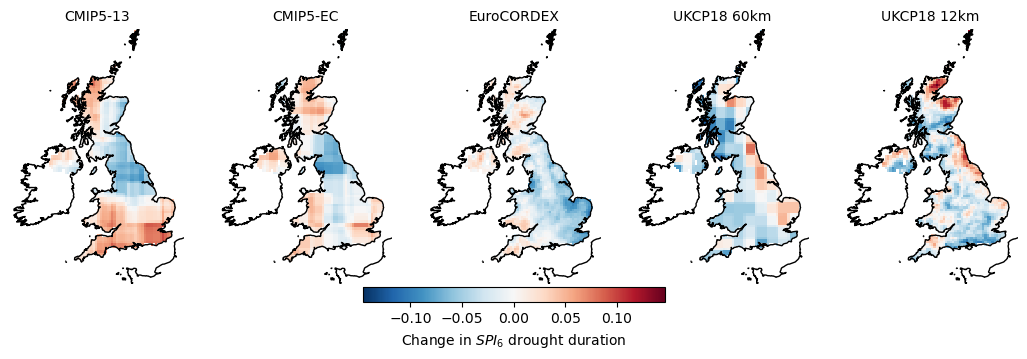 CMIP5-13
CMIP5-EC
EuroCORDEX
UKCP18 60km
UKCP18 12km
−0.10
−0.05
0.00
0.05
0.10
Change in SPI₆ drought duration